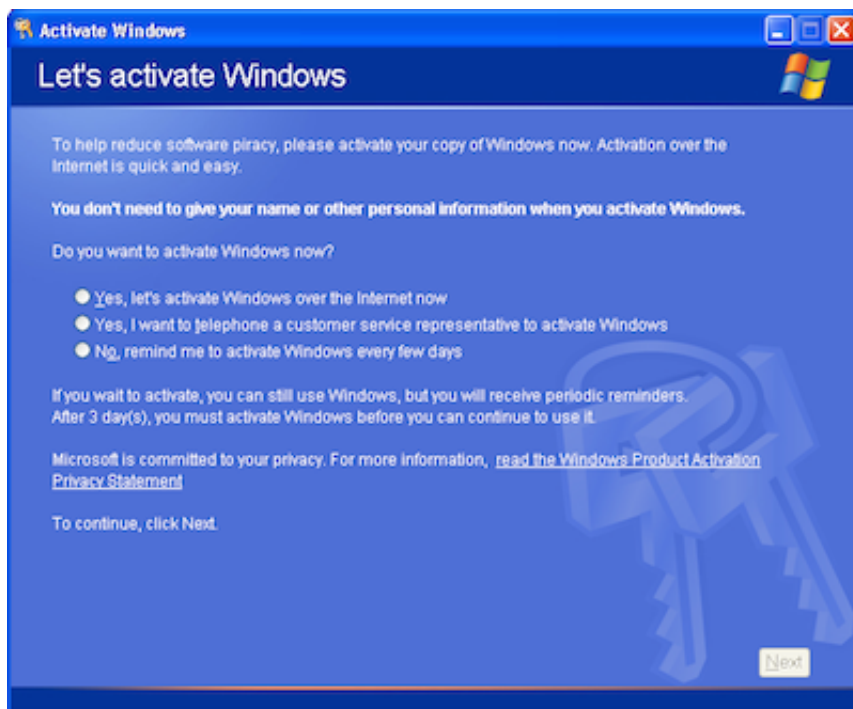 Activate Windows
Let's activate Windows
To help reduce software piracy, please activate your copy of Windows now. Activation over the
Internet is quick and easy.
You don't need to give your name or other personal information when you activate Windows.
Do you want to activate Windows now?
Yes, let's activate Windows over the Internet now
Yes, I want to telephone a customer service representative to activate Windows
No, remind me to activate Windows every few days
If you wait to activate, you can still use Windows, but you will receive periodic reminders.
After 3 day(s), you must activate Windows before you can continue to use it.
Microsoft is committed to your privacy. For more information, read the Windows Product Activation
Privacy Statement
To continue, click Next.
Next